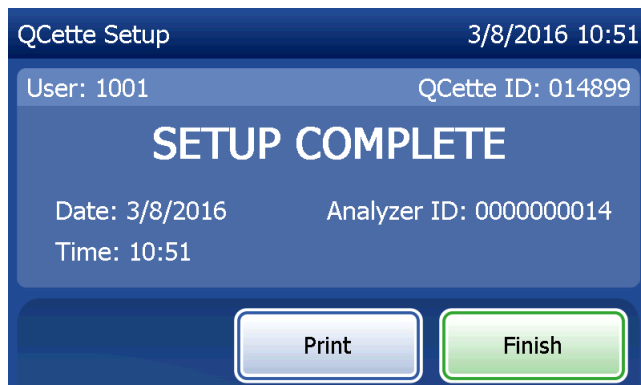 QCette Setup 3/8/2016 10:51
User: 1001 QCette ID: 014899
SETUP COMPLETE
Date: 3/8/2016 Analyzer ID: 0000000014
Time: 10:51
Print Finish